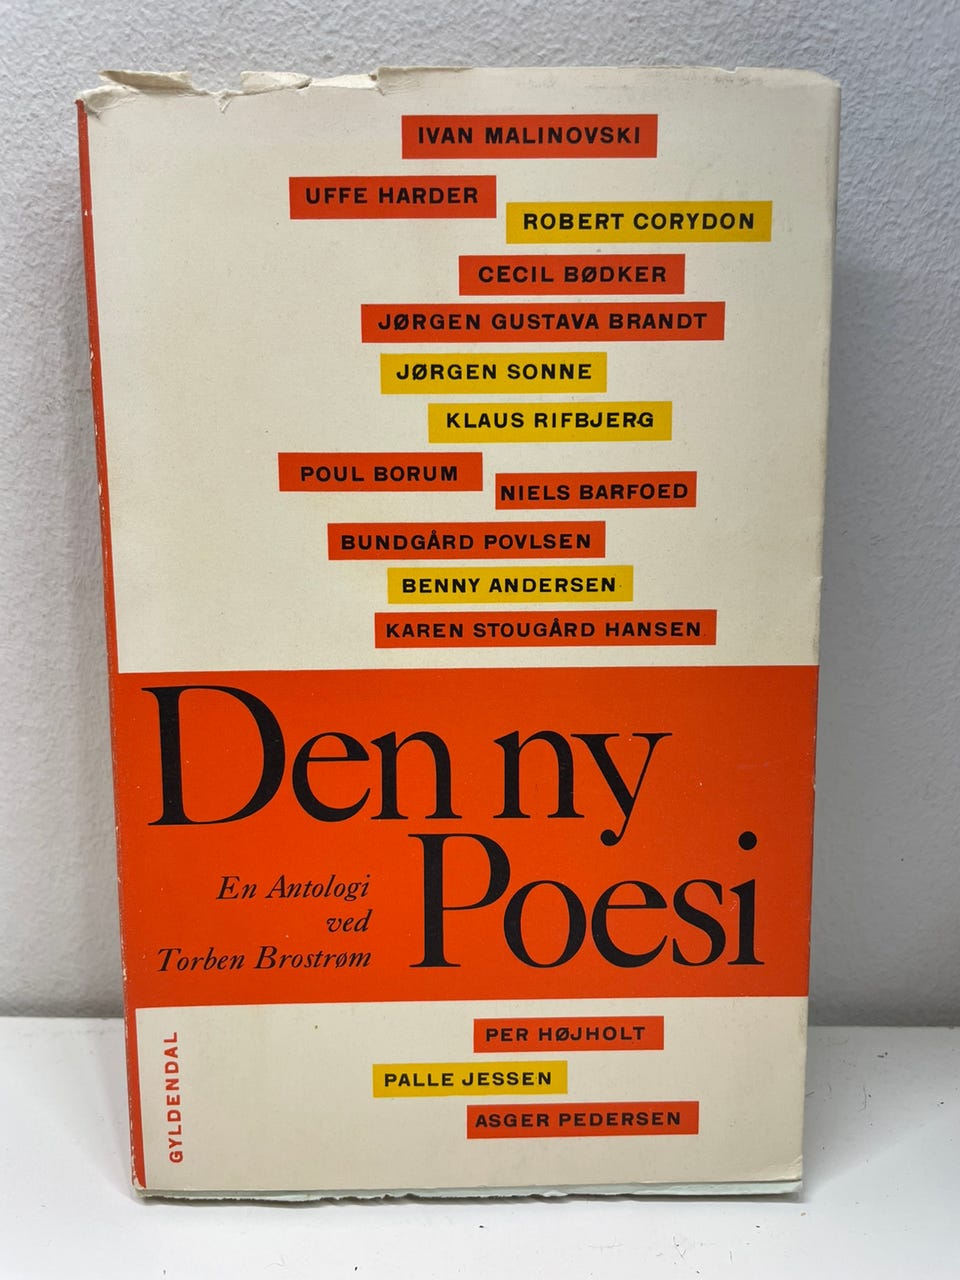 IVAN MALINOVSKI
UFFE HARDER
ROBERT CORYDON
CECIL BØDKER
JØRGEN GUSTAVA BRANDT
JØRGEN SONNE
KLAUS RIFBJERG
POUL BORUM
NIELS BARFOED
BUNDGÅRD POVLSEN
BENNY ANDERSEN
KAREN STOUGÅRD HANSEN
Den ny
Poesi
En Antologi
ved
Torben Brostrøm
PER HØJHOLT
PALLE JESSEN
ASGER PEDERSEN
GYLDENDAL